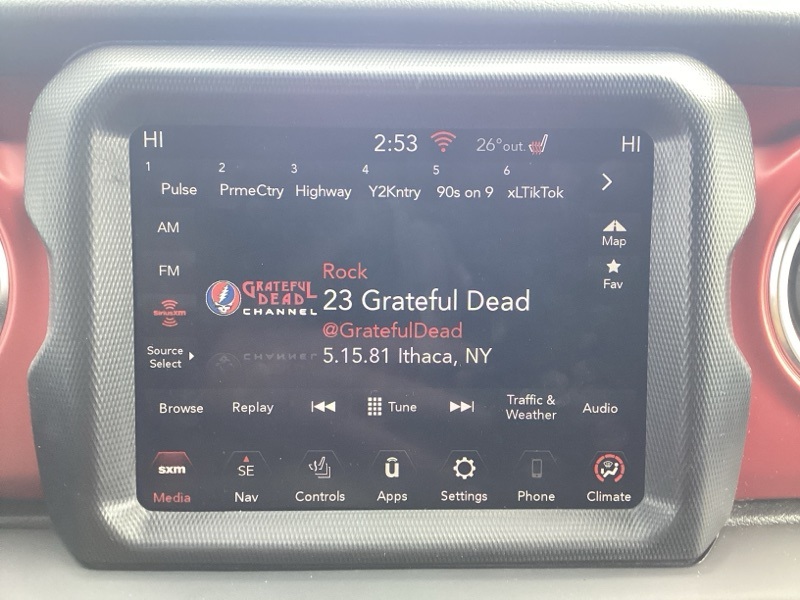 HI 2:53 26° out. HI
1 2 3 4 5 6
Pulse PrmeCtry Highway Y2Kntry 90s on 9 xLTikTok
AM
Map
FM
Fav
SiriusXM
GRATEFUL
DEAD
CHANNEL
Rock
23 Grateful Dead
@GratefulDead
5.15.81 Ithaca, NY
Source
Select
Browse Replay Tune Traffic &
Weather Audio
sxm SE ū
Media Nav Controls Apps Settings Phone Climate